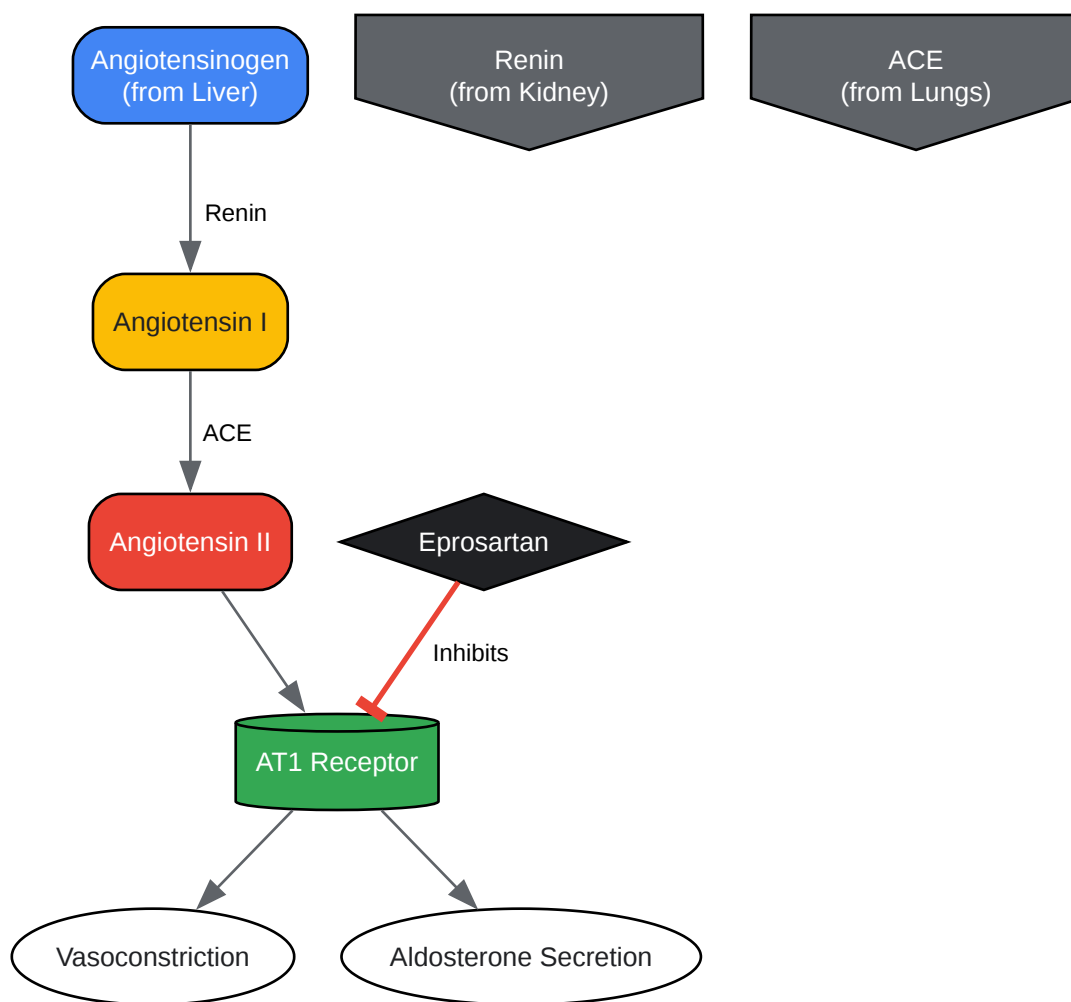 Angiotensinogen
(from Liver)
Renin
(from Kidney)
ACE
(from Lungs)
Renin
Angiotensin I
ACE
Angiotensin II
Eprosartan
Inhibits
AT1 Receptor
Vasoconstriction
Aldosterone Secretion